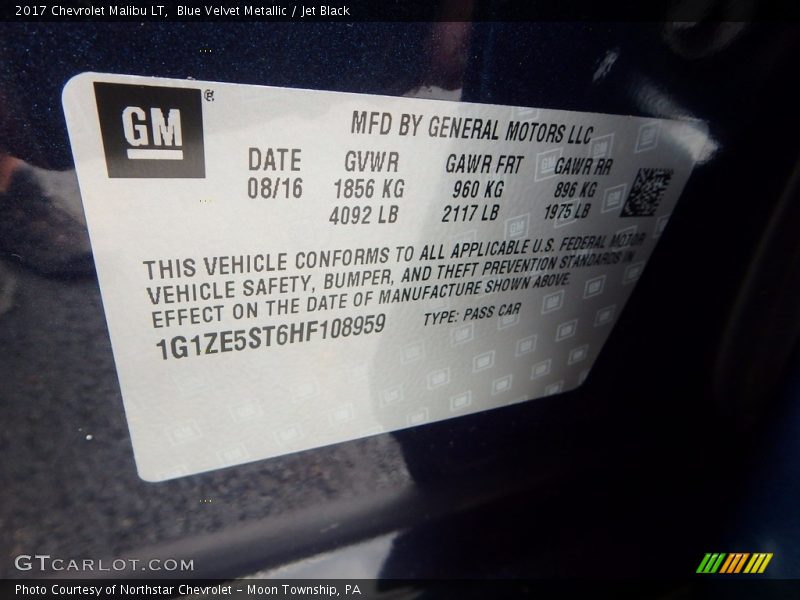 2017 Chevrolet Malibu LT,  Blue Velvet Metallic / Jet Black
GM
MFD BY GENERAL MOTORS LLC
DATE GVWR GAWR FRT GAWR RR
08/16 1856 KG 960 KG 896 KG
4092 LB 2117 LB 1975 LB
THIS VEHICLE CONFORMS TO ALL APPLICABLE U.S. FEDERAL MOTOR
VEHICLE SAFETY, BUMPER, AND THEFT PREVENTION STANDARDS IN
EFFECT ON THE DATE OF MANUFACTURE SHOWN ABOVE.
1G1ZE5ST6HF108959 TYPE: PASS CAR
GTCARLOT.COM
Photo Courtesy of Northstar Chevrolet - Moon Township, PA